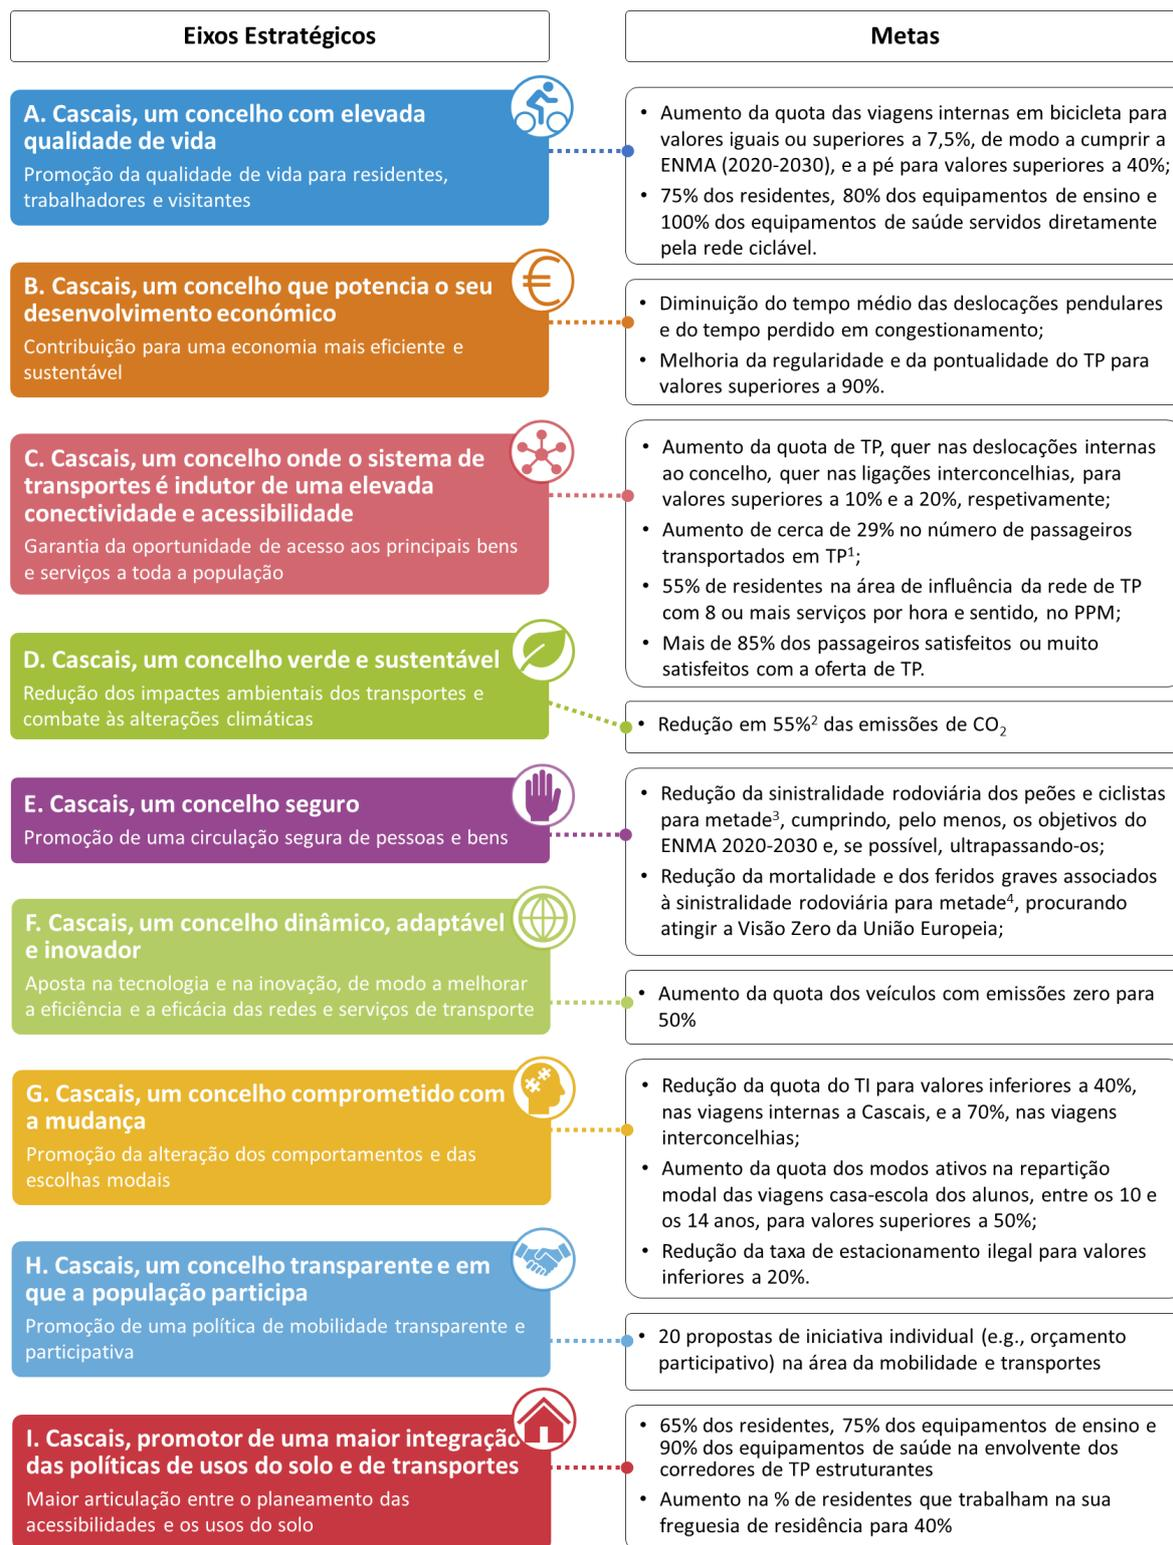 Eixos Estratégicos
Metas
A. Cascais, um concelho com elevada
qualidade de vida
Promoção da qualidade de vida para residentes,
trabalhadores e visitantes
• Aumento da quota das viagens internas em bicicleta para
valores iguais ou superiores a 7,5%, de modo a cumprir a
ENMA (2020-2030), e a pé para valores superiores a 40%;
• 75% dos residentes, 80% dos equipamentos de ensino e
100% dos equipamentos de saúde servidos diretamente
pela rede ciclável.
B. Cascais, um concelho que potencia o seu
desenvolvimento económico
Contribuição para uma economia mais eficiente e
sustentável
• Diminuição do tempo médio das deslocações pendulares
e do tempo perdido em congestionamento;
• Melhoria da regularidade e da pontualidade do TP para
valores superiores a 90%.
C. Cascais, um concelho onde o sistema de
transportes é indutor de uma elevada
conectividade e acessibilidade
Garantia da oportunidade de acesso aos principais bens
e serviços a toda a população
• Aumento da quota de TP, quer nas deslocações internas
ao concelho, quer nas ligações interconcelhias, para
valores superiores a 10% e a 20%, respetivamente;
• Aumento de cerca de 29% no número de passageiros
transportados em TP¹;
• 55% de residentes na área de influência da rede de TP
com 8 ou mais serviços por hora e sentido, no PPM;
• Mais de 85% dos passageiros satisfeitos ou muito
satisfeitos com a oferta de TP.
D. Cascais, um concelho verde e sustentável
Redução dos impactes ambientais dos transportes e
combate às alterações climáticas
• Redução em 55%² das emissões de CO₂
E. Cascais, um concelho seguro
Promoção de uma circulação segura de pessoas e bens
• Redução da sinistralidade rodoviária dos peões e ciclistas
para metade³, cumprindo, pelo menos, os objetivos do
ENMA 2020-2030 e, se possível, ultrapassando-os;
• Redução da mortalidade e dos feridos graves associados
à sinistralidade rodoviária para metade⁴, procurando
atingir a Visão Zero da União Europeia;
F. Cascais, um concelho dinâmico, adaptável
e inovador
Aposta na tecnologia e na inovação, de modo a melhorar
a eficiência e a eficácia das redes e serviços de transporte
• Aumento da quota dos veículos com emissões zero para
50%
G. Cascais, um concelho comprometido com
a mudança
Promoção da alteração dos comportamentos e das
escolhas modais
• Redução da quota do TI para valores inferiores a 40%,
nas viagens internas a Cascais, e a 70%, nas viagens
interconcelhias;
• Aumento da quota dos modos ativos na repartição
modal das viagens casa-escola dos alunos, entre os 10 e
os 14 anos, para valores superiores a 50%;
• Redução da taxa de estacionamento ilegal para valores
inferiores a 20%.
H. Cascais, um concelho transparente e em
que a população participa
Promoção de uma política de mobilidade transparente e
participativa
• 20 propostas de iniciativa individual (e.g., orçamento
participativo) na área da mobilidade e transportes
I. Cascais, promotor de uma maior integração
das políticas de usos do solo e de transportes
Maior articulação entre o planeamento das
acessibilidades e os usos do solo
• 65% dos residentes, 75% dos equipamentos de ensino e
90% dos equipamentos de saúde na envolvente dos
corredores de TP estruturantes
• Aumento na % de residentes que trabalham na sua
freguesia de residência para 40%